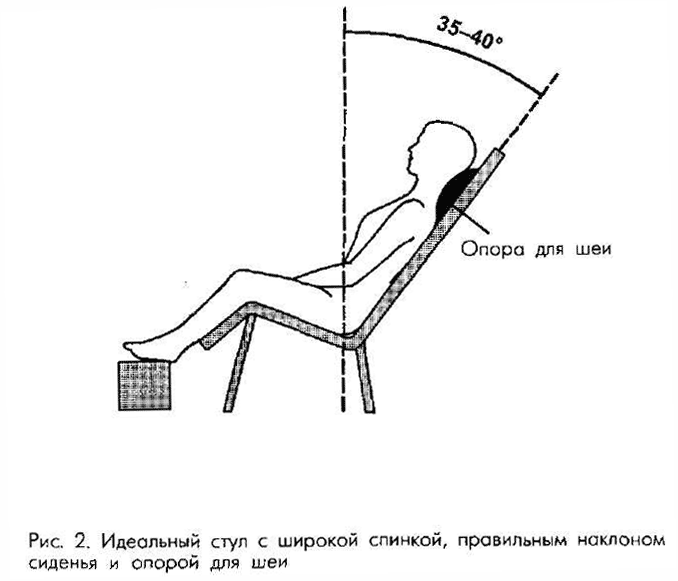 35–40°
Опора для шеи
Рис. 2. Идеальный стул с широкой спинкой, правильным наклоном
сиденья и опорой для шеи